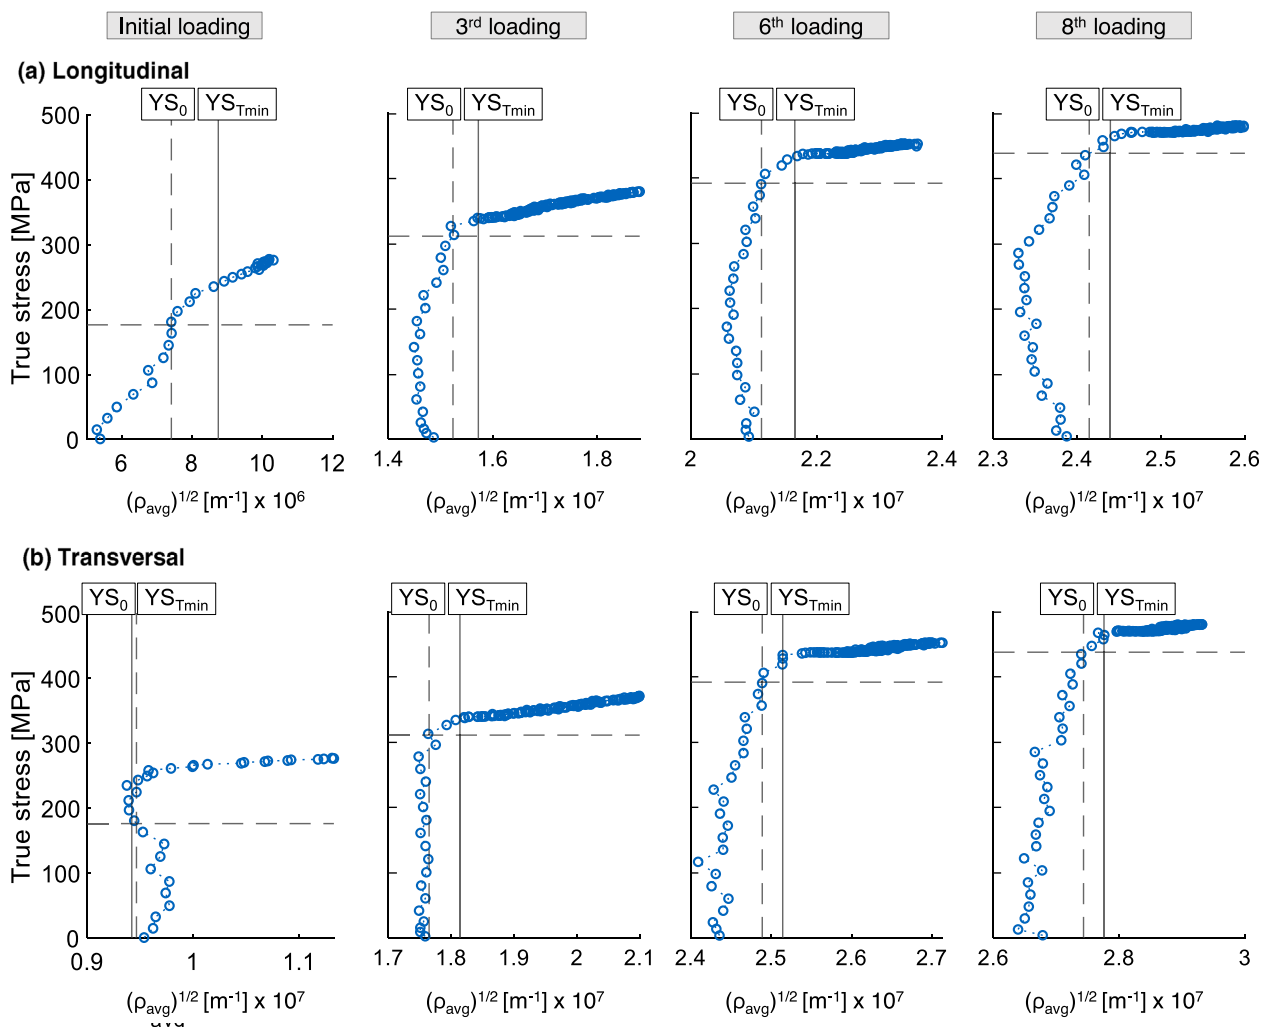 Initial loading 3rd loading 6th loading 8th loading
(a) Longitudinal
YS0 YSTmin YS0 YSTmin YS0 YSTmin YS0 YSTmin
True stress [MPa]
500
400
300
200
100
0
6 8 10 12 1.4 1.6 1.8 2 2.2 2.4 2.3 2.4 2.5 2.6
(ρavg)1/2 [m-1] x 106 (ρavg)1/2 [m-1] x 107 (ρavg)1/2 [m-1] x 107 (ρavg)1/2 [m-1] x 107
(b) Transversal
YS0 YSTmin YS0 YSTmin YS0 YSTmin YS0 YSTmin
True stress [MPa]
500
400
300
200
100
0
0.9 1 1.1 1.7 1.8 1.9 2 2.1 2.4 2.5 2.6 2.7 2.6 2.8 3
(ρavg)1/2 [m-1] x 107 (ρavg)1/2 [m-1] x 107 (ρavg)1/2 [m-1] x 107 (ρavg)1/2 [m-1] x 107